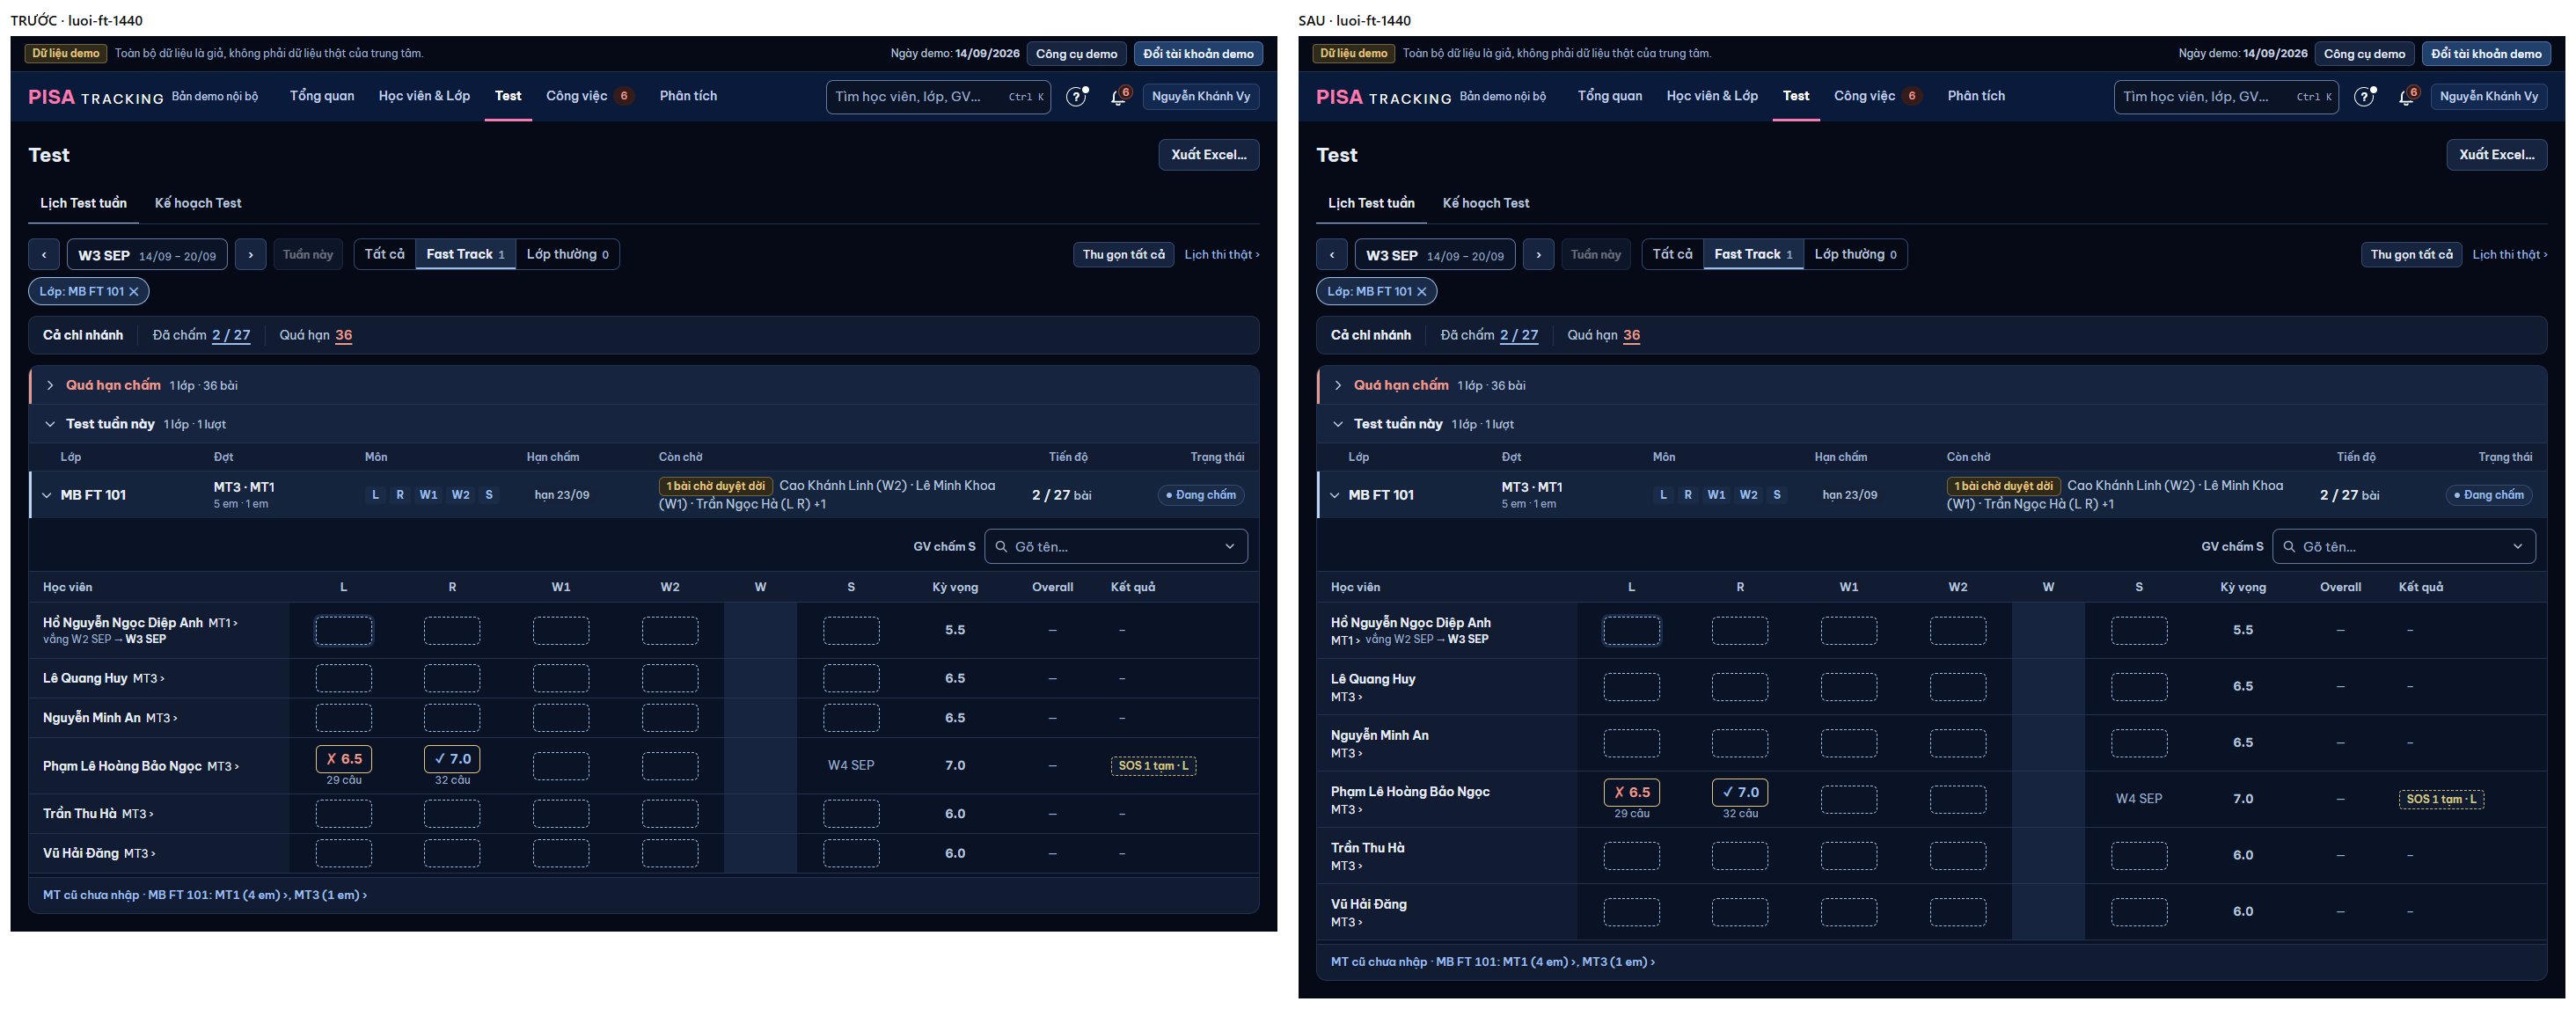 TRƯỚC · luoi-ft-1440
Dữ liệu demo Toàn bộ dữ liệu là giả, không phải dữ liệu thật của trung tâm. Ngày demo: 14/09/2026 Công cụ demo Đổi tài khoản demo
PISA TRACKING Bản demo nội bộ Tổng quan Học viên & Lớp Test Công việc 6 Phân tích Tìm học viên, lớp, GV... Ctrl K ? 6 Nguyễn Khánh Vy
Test Xuất Excel...
Lịch Test tuần Kế hoạch Test
‹ W3 SEP 14/09 – 20/09 › Tuần này Tất cả Fast Track 1 Lớp thường 0 Thu gọn tất cả Lịch thi thật ›
Lớp: MB FT 101 ✕
Cả chi nhánh Đã chấm 2 / 27 Quá hạn 36
Quá hạn chấm 1 lớp · 36 bài
Test tuần này 1 lớp · 1 lượt
Lớp Đợt Môn Hạn chấm Còn chờ Tiến độ Trạng thái
MB FT 101 MT3 · MT1 L R W1 W2 S hạn 23/09 1 bài chờ duyệt dời Cao Khánh Linh (W2) · Lê Minh Khoa 2 / 27 bài • Đang chấm
5 em · 1 em (W1) · Trần Ngọc Hà (L R) +1
GV chấm S Gõ tên...
Học viên L R W1 W2 W S Kỳ vọng Overall Kết quả
Hồ Nguyễn Ngọc Diệp Anh MT1 › 5.5 – –
vắng W2 SEP → W3 SEP
Lê Quang Huy MT3 › 6.5 – –
Nguyễn Minh An MT3 › 6.5 – –
Phạm Lê Hoàng Bảo Ngọc MT3 › ✗ 6.5 ✓ 7.0 W4 SEP 7.0 – SOS 1 tạm · L
29 câu 32 câu
Trần Thu Hà MT3 › 6.0 – –
Vũ Hải Đăng MT3 › 6.0 – –
MT cũ chưa nhập · MB FT 101: MT1 (4 em) ›, MT3 (1 em) ›
SAU · luoi-ft-1440
Dữ liệu demo Toàn bộ dữ liệu là giả, không phải dữ liệu thật của trung tâm. Ngày demo: 14/09/2026 Công cụ demo Đổi tài khoản demo
PISA TRACKING Bản demo nội bộ Tổng quan Học viên & Lớp Test Công việc 6 Phân tích Tìm học viên, lớp, GV... Ctrl K ? 6 Nguyễn Khánh Vy
Test Xuất Excel...
Lịch Test tuần Kế hoạch Test
‹ W3 SEP 14/09 – 20/09 › Tuần này Tất cả Fast Track 1 Lớp thường 0 Thu gọn tất cả Lịch thi thật ›
Lớp: MB FT 101 ✕
Cả chi nhánh Đã chấm 2 / 27 Quá hạn 36
Quá hạn chấm 1 lớp · 36 bài
Test tuần này 1 lớp · 1 lượt
Lớp Đợt Môn Hạn chấm Còn chờ Tiến độ Trạng thái
MB FT 101 MT3 · MT1 L R W1 W2 S hạn 23/09 1 bài chờ duyệt dời Cao Khánh Linh (W2) · Lê Minh Khoa 2 / 27 bài • Đang chấm
5 em · 1 em (W1) · Trần Ngọc Hà (L R) +1
GV chấm S Gõ tên...
Học viên L R W1 W2 W S Kỳ vọng Overall Kết quả
Hồ Nguyễn Ngọc Diệp Anh 5.5 – –
MT1 › vắng W2 SEP → W3 SEP
Lê Quang Huy 6.5 – –
MT3 ›
Nguyễn Minh An 6.5 – –
MT3 ›
Phạm Lê Hoàng Bảo Ngọc ✗ 6.5 ✓ 7.0 W4 SEP 7.0 – SOS 1 tạm · L
MT3 › 29 câu 32 câu
Trần Thu Hà 6.0 – –
MT3 ›
Vũ Hải Đăng 6.0 – –
MT3 ›
MT cũ chưa nhập · MB FT 101: MT1 (4 em) ›, MT3 (1 em) ›